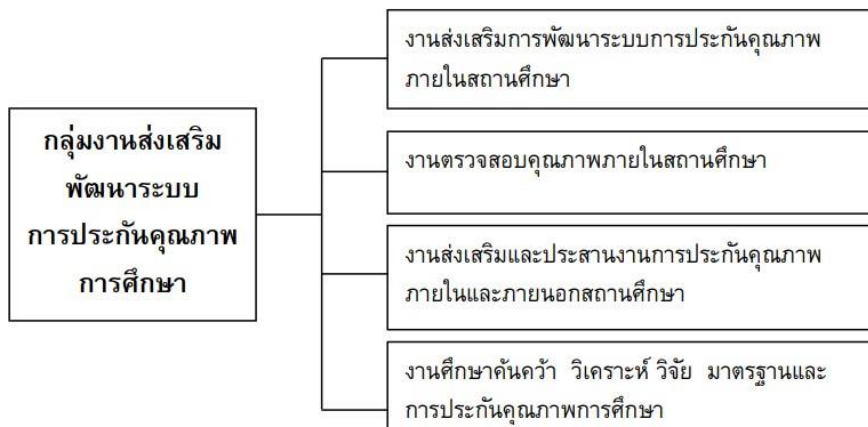 กลุ่มงานส่งเสริม
พัฒนาระบบ
การประกันคุณภาพ
การศึกษา
งานส่งเสริมการพัฒนาระบบการประกันคุณภาพ
ภายในสถานศึกษา
งานตรวจสอบคุณภาพภายในสถานศึกษา
งานส่งเสริมและประสานงานการประกันคุณภาพ
ภายในและภายนอกสถานศึกษา
งานศึกษาค้นคว้า วิเคราะห์ วิจัย มาตรฐานและ
การประกันคุณภาพการศึกษา